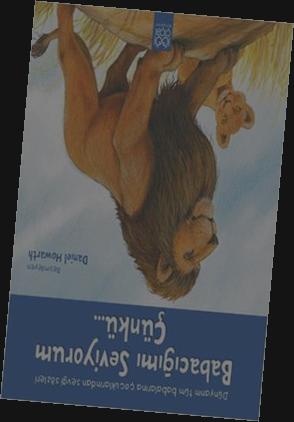 Dünyanın tüm babalarına çocuklarından sevgi sözleri
Babacığımı Seviyorum
Çünkü...
Resimleyen
Daniel Howarth